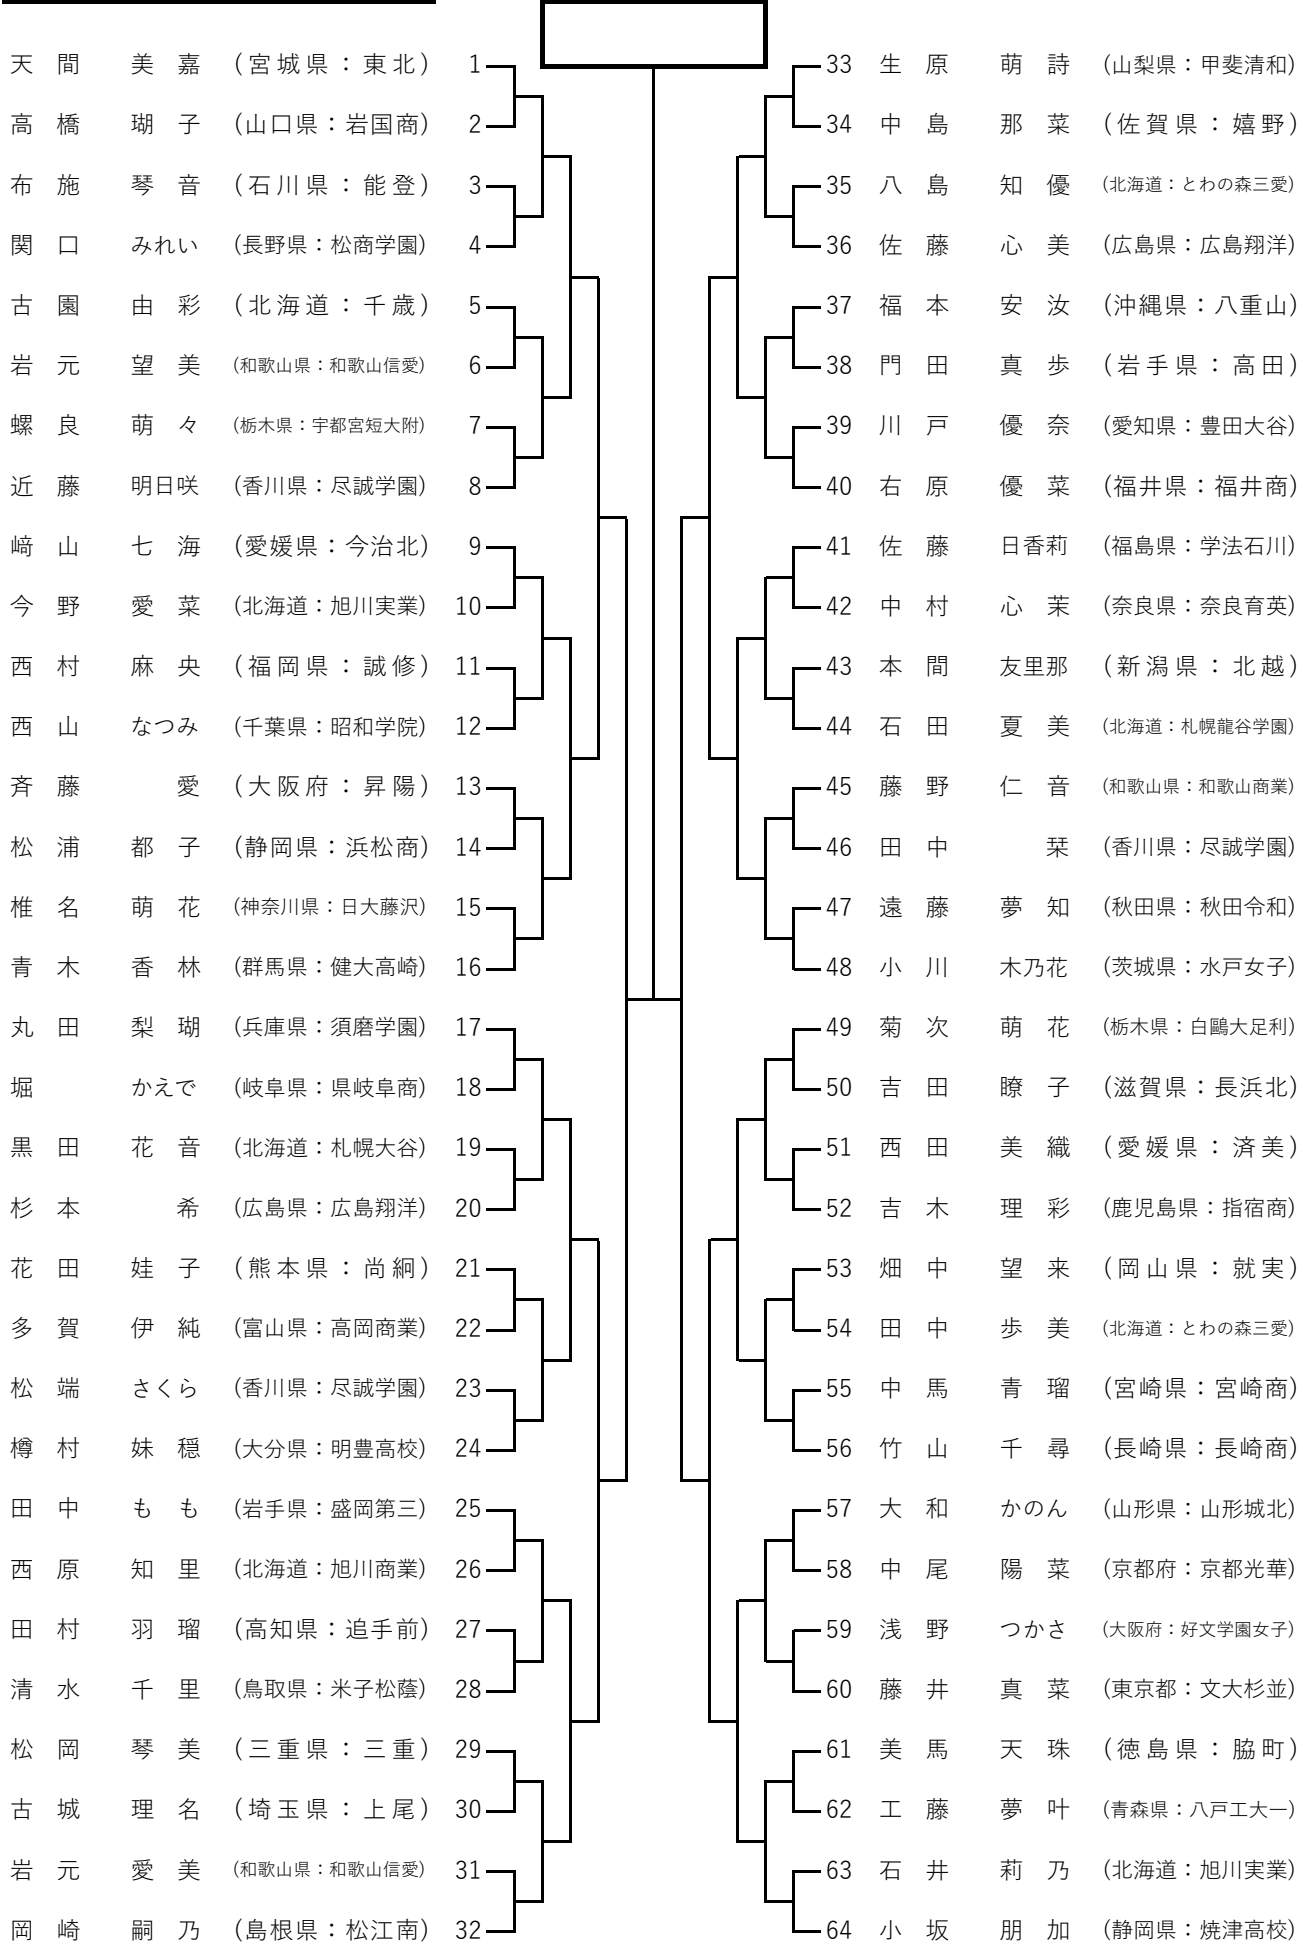 天間 美嘉 (宮城県：東北) 1
高橋 瑚子 (山口県：岩国商) 2
布施 琴音 (石川県：能登) 3
関口 みれい (長野県：松商学園) 4
古園 由彩 (北海道：千歳) 5
岩元 望美 (和歌山県：和歌山信愛) 6
螺良 萌々 (栃木県：宇都宮短大附) 7
近藤 明日咲 (香川県：尽誠学園) 8
﨑山 七海 (愛媛県：今治北) 9
今野 愛菜 (北海道：旭川実業) 10
西村 麻央 (福岡県：誠修) 11
西山 なつみ (千葉県：昭和学院) 12
斉藤 愛 (大阪府：昇陽) 13
松浦 都子 (静岡県：浜松商) 14
椎名 萌花 (神奈川県：日大藤沢) 15
青木 香林 (群馬県：健大高崎) 16
丸田 梨瑚 (兵庫県：須磨学園) 17
堀 かえで (岐阜県：県岐阜商) 18
黒田 花音 (北海道：札幌大谷) 19
杉本 希 (広島県：広島翔洋) 20
花田 娃子 (熊本県：尚絅) 21
多賀 伊純 (富山県：高岡商業) 22
松端 さくら (香川県：尽誠学園) 23
樽村 妹穏 (大分県：明豊高校) 24
田中 もも (岩手県：盛岡第三) 25
西原 知里 (北海道：旭川商業) 26
田村 羽瑠 (高知県：追手前) 27
清水 千里 (鳥取県：米子松蔭) 28
松岡 琴美 (三重県：三重) 29
古城 理名 (埼玉県：上尾) 30
岩元 愛美 (和歌山県：和歌山信愛) 31
岡崎 嗣乃 (島根県：松江南) 32
33 生原 萌詩 (山梨県：甲斐清和)
34 中島 那菜 (佐賀県：嬉野)
35 八島 知優 (北海道：とわの森三愛)
36 佐藤 心美 (広島県：広島翔洋)
37 福本 安汝 (沖縄県：八重山)
38 門田 真歩 (岩手県：高田)
39 川戸 優奈 (愛知県：豊田大谷)
40 右原 優菜 (福井県：福井商)
41 佐藤 日香莉 (福島県：学法石川)
42 中村 心茉 (奈良県：奈良育英)
43 本間 友里那 (新潟県：北越)
44 石田 夏美 (北海道：札幌龍谷学園)
45 藤野 仁音 (和歌山県：和歌山商業)
46 田中 栞 (香川県：尽誠学園)
47 遠藤 夢知 (秋田県：秋田令和)
48 小川 木乃花 (茨城県：水戸女子)
49 菊次 萌花 (栃木県：白鷗大足利)
50 吉田 瞭子 (滋賀県：長浜北)
51 西田 美織 (愛媛県：済美)
52 吉木 理彩 (鹿児島県：指宿商)
53 畑中 望来 (岡山県：就実)
54 田中 歩美 (北海道：とわの森三愛)
55 中馬 青瑠 (宮崎県：宮崎商)
56 竹山 千尋 (長崎県：長崎商)
57 大和 かのん (山形県：山形城北)
58 中尾 陽菜 (京都府：京都光華)
59 浅野 つかさ (大阪府：好文学園女子)
60 藤井 真菜 (東京都：文大杉並)
61 美馬 天珠 (徳島県：脇町)
62 工藤 夢叶 (青森県：八戸工大一)
63 石井 莉乃 (北海道：旭川実業)
64 小坂 朋加 (静岡県：焼津高校)